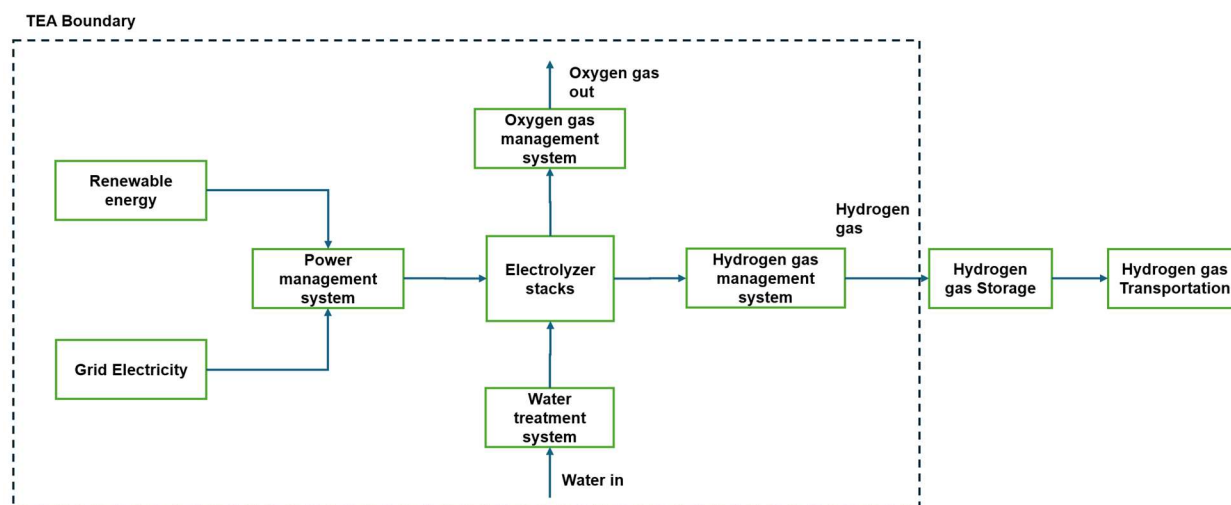 TEA Boundary
Oxygen gas
out
Oxygen gas
management
system
Renewable
energy
Hydrogen
gas
Power
management
system
Electrolyzer
stacks
Hydrogen gas
management
system
Hydrogen
gas Storage
Hydrogen gas
Transportation
Grid Electricity
Water
treatment
system
Water in